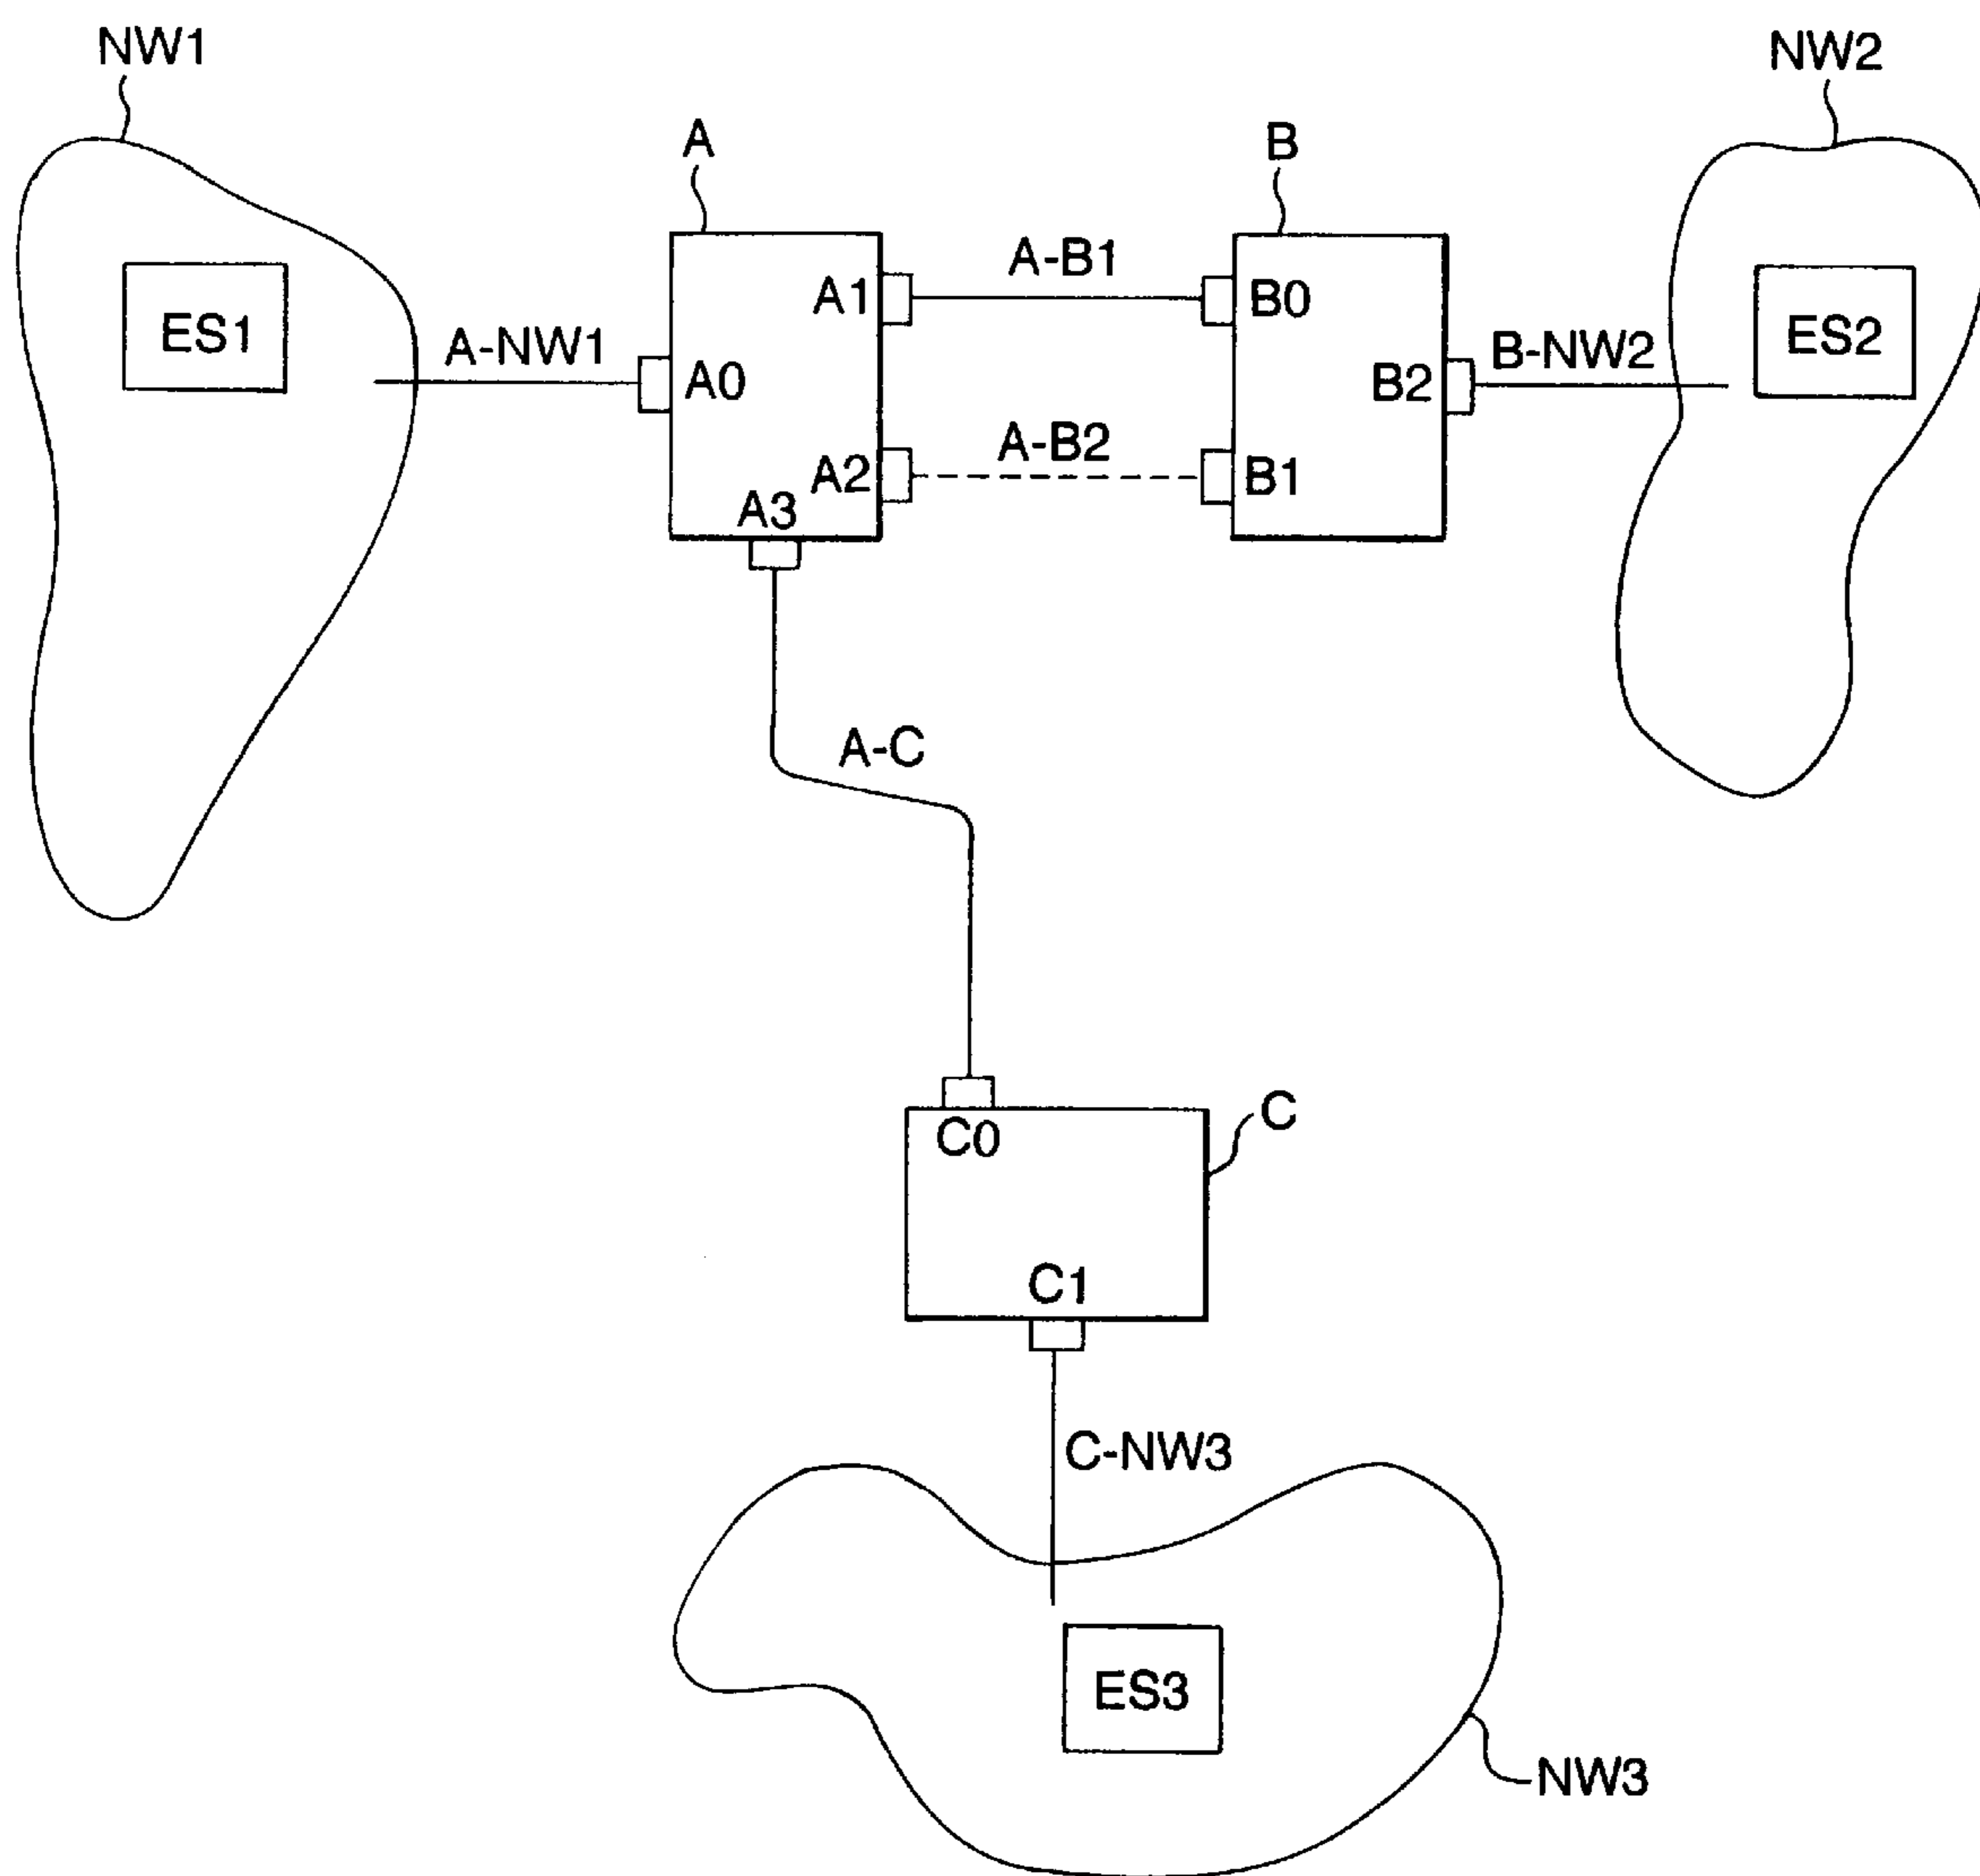 NW1
NW2
A
B
A-B1
A1
B0
ES1
ES2
A-NW1
B-NW2
A0
B2
A-B2
A2
B1
A3
A-C
C0
C
C1
C-NW3
ES3
NW3